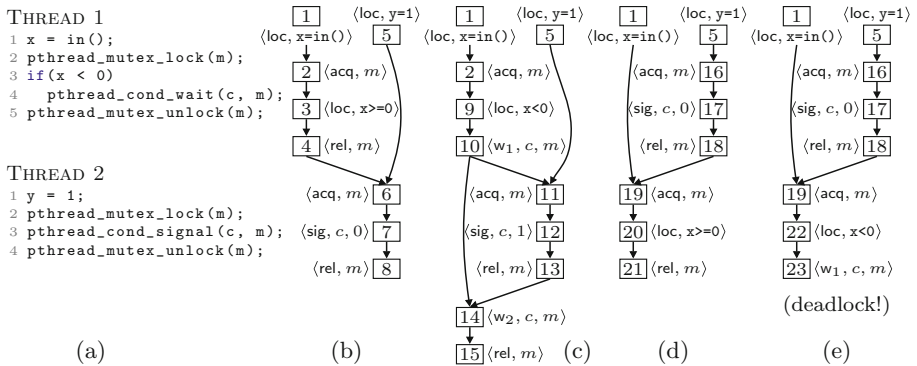 THREAD 1
1 x = in();
2 pthread_mutex_lock(m);
3 if(x < 0)
4 pthread_cond_wait(c, m);
5 pthread_mutex_unlock(m);
THREAD 2
1 y = 1;
2 pthread_mutex_lock(m);
3 pthread_cond_signal(c, m);
4 pthread_mutex_unlock(m);
(a)
1
⟨loc, x=in()⟩
⟨loc, y=1⟩
5
2 ⟨acq, m⟩
3 ⟨loc, x>=0⟩
4 ⟨rel, m⟩
⟨acq, m⟩ 6
⟨sig, c, 0⟩ 7
⟨rel, m⟩ 8
(b)
1
⟨loc, x=in()⟩
⟨loc, y=1⟩
5
2 ⟨acq, m⟩
9 ⟨loc, x<0⟩
10 ⟨w₁, c, m⟩
⟨acq, m⟩ 11
⟨sig, c, 1⟩ 12
⟨rel, m⟩ 13
14 ⟨w₂, c, m⟩
15 ⟨rel, m⟩
(c)
1
⟨loc, x=in()⟩
⟨loc, y=1⟩
5
⟨acq, m⟩ 16
⟨sig, c, 0⟩ 17
⟨rel, m⟩ 18
19 ⟨acq, m⟩
20 ⟨loc, x>=0⟩
21 ⟨rel, m⟩
(d)
1
⟨loc, x=in()⟩
⟨loc, y=1⟩
5
⟨acq, m⟩ 16
⟨sig, c, 0⟩ 17
⟨rel, m⟩ 18
19 ⟨acq, m⟩
22 ⟨loc, x<0⟩
23 ⟨w₁, c, m⟩
(deadlock!)
(e)